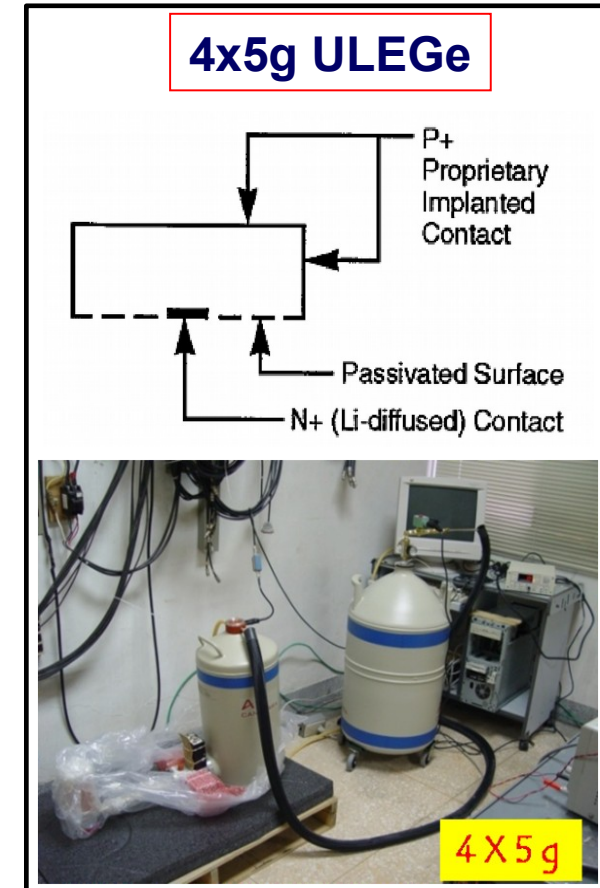 4x5g ULEGe
P+
Proprietary
Implanted
Contact
Passivated Surface
N+ (Li-diffused) Contact
4X5g